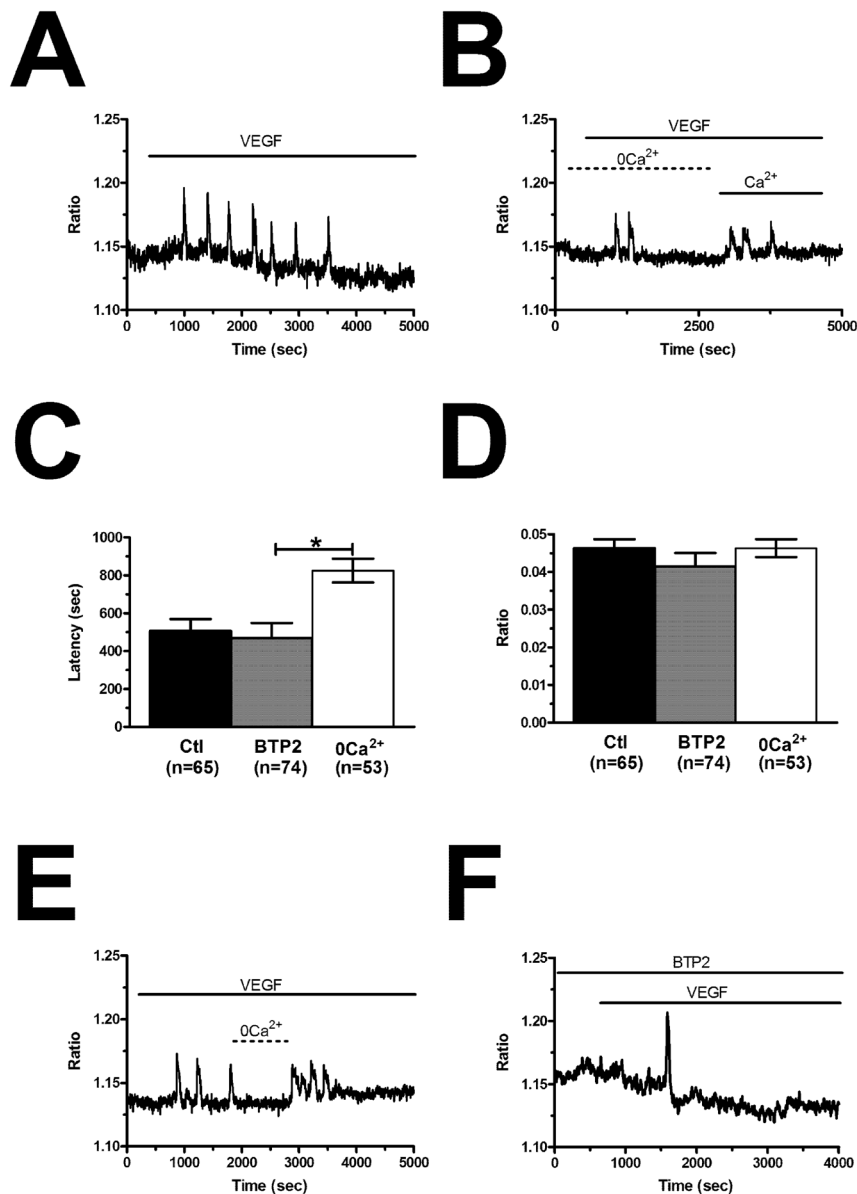 A
1.25
1.20
1.15
1.10
Ratio
VEGF
0 1000 2000 3000 4000 5000
Time (sec)
B
1.25
1.20
1.15
1.10
Ratio
VEGF
0Ca²⁺
Ca²⁺
0 2500 5000
Time (sec)
C
1000
800
600
400
200
0
Latency (sec)
*
Ctl BTP2 0Ca²⁺
(n=65) (n=74) (n=53)
D
0.05
0.04
0.03
0.02
0.01
0.00
Ratio
Ctl BTP2 0Ca²⁺
(n=65) (n=74) (n=53)
E
1.25
1.20
1.15
1.10
Ratio
VEGF
0Ca²⁺
0 1000 2000 3000 4000 5000
Time (sec)
F
1.25
1.20
1.15
1.10
Ratio
BTP2
VEGF
0 1000 2000 3000 4000
Time (sec)